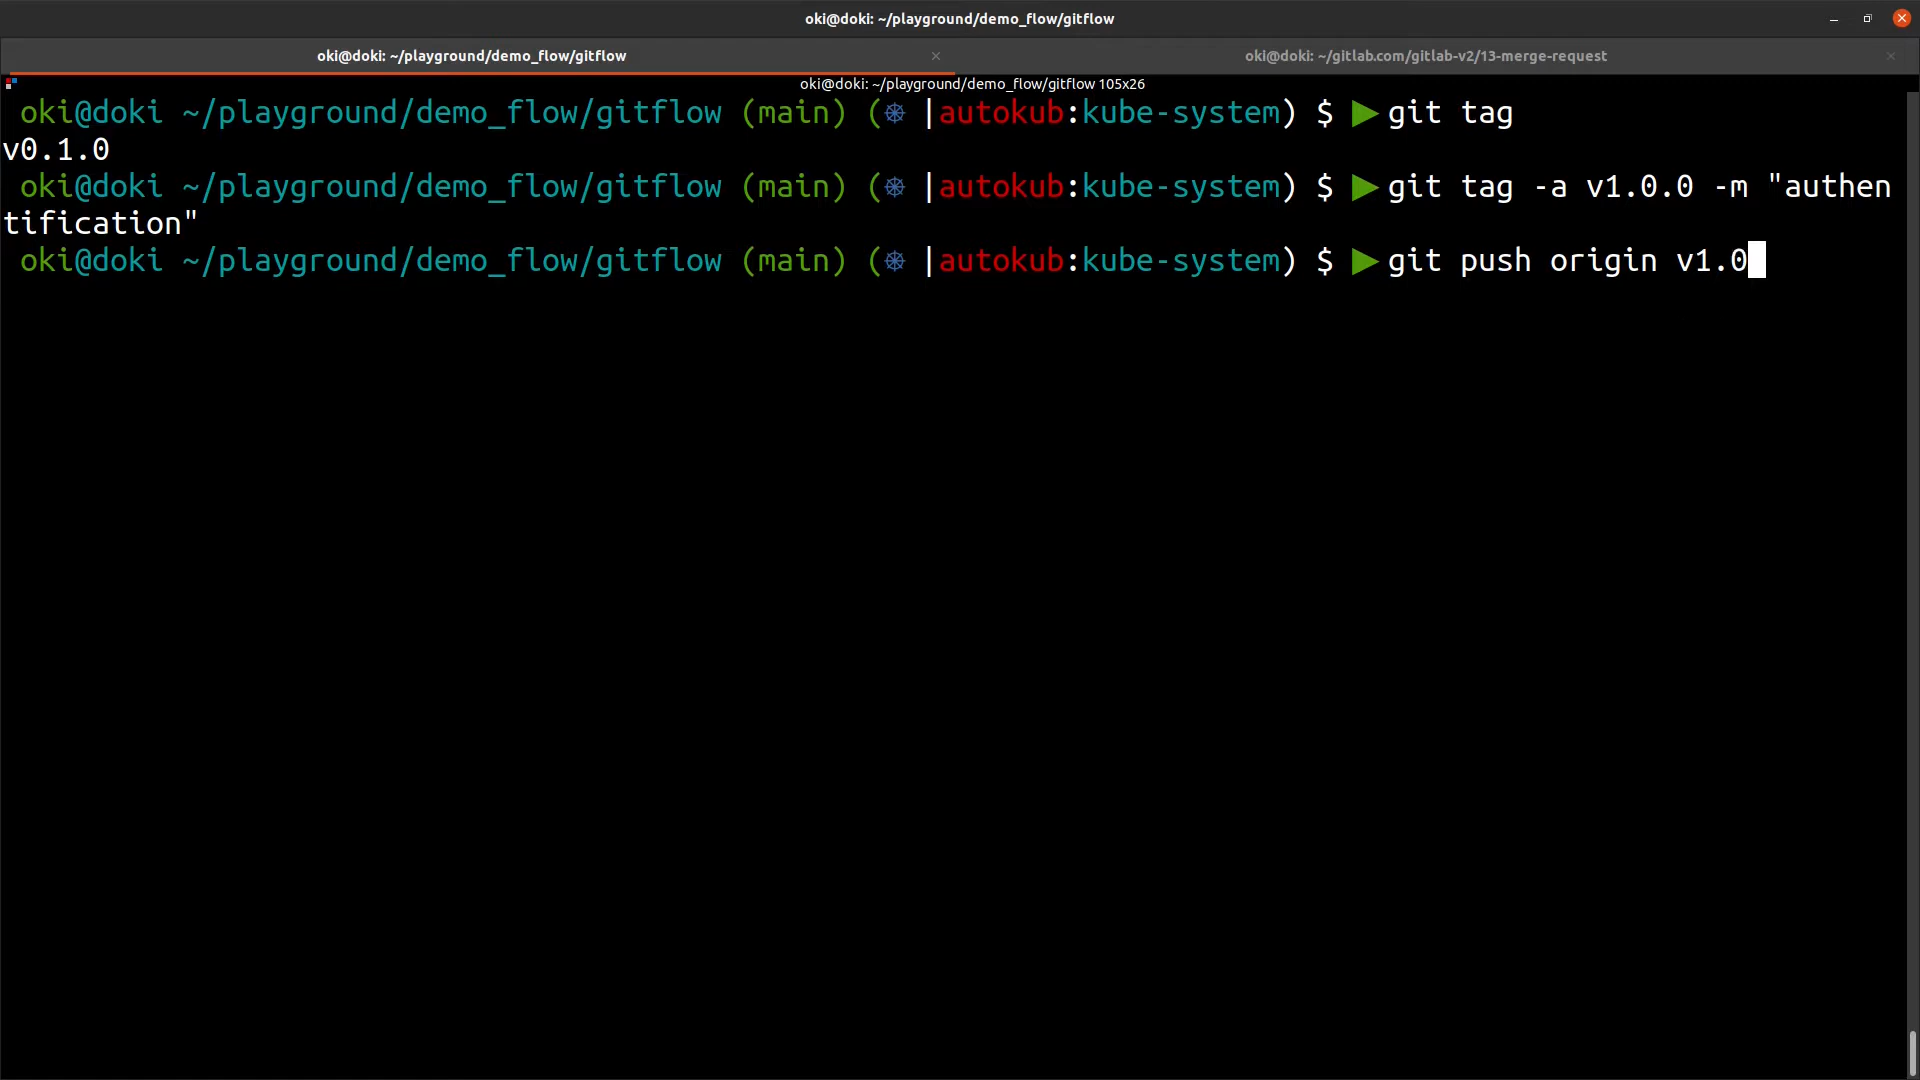 oki@doki: ~/playground/demo_flow/gitflow
oki@doki: ~/playground/demo_flow/gitflow × oki@doki: ~/gitlab.com/gitlab-v2/13-merge-request ×
oki@doki: ~/playground/demo_flow/gitflow 105x26
oki@doki ~/playground/demo_flow/gitflow (main) (⎈ |autokub:kube-system) $ ▶git tag
v0.1.0
oki@doki ~/playground/demo_flow/gitflow (main) (⎈ |autokub:kube-system) $ ▶git tag -a v1.0.0 -m "authen
tification"
oki@doki ~/playground/demo_flow/gitflow (main) (⎈ |autokub:kube-system) $ ▶git push origin v1.0